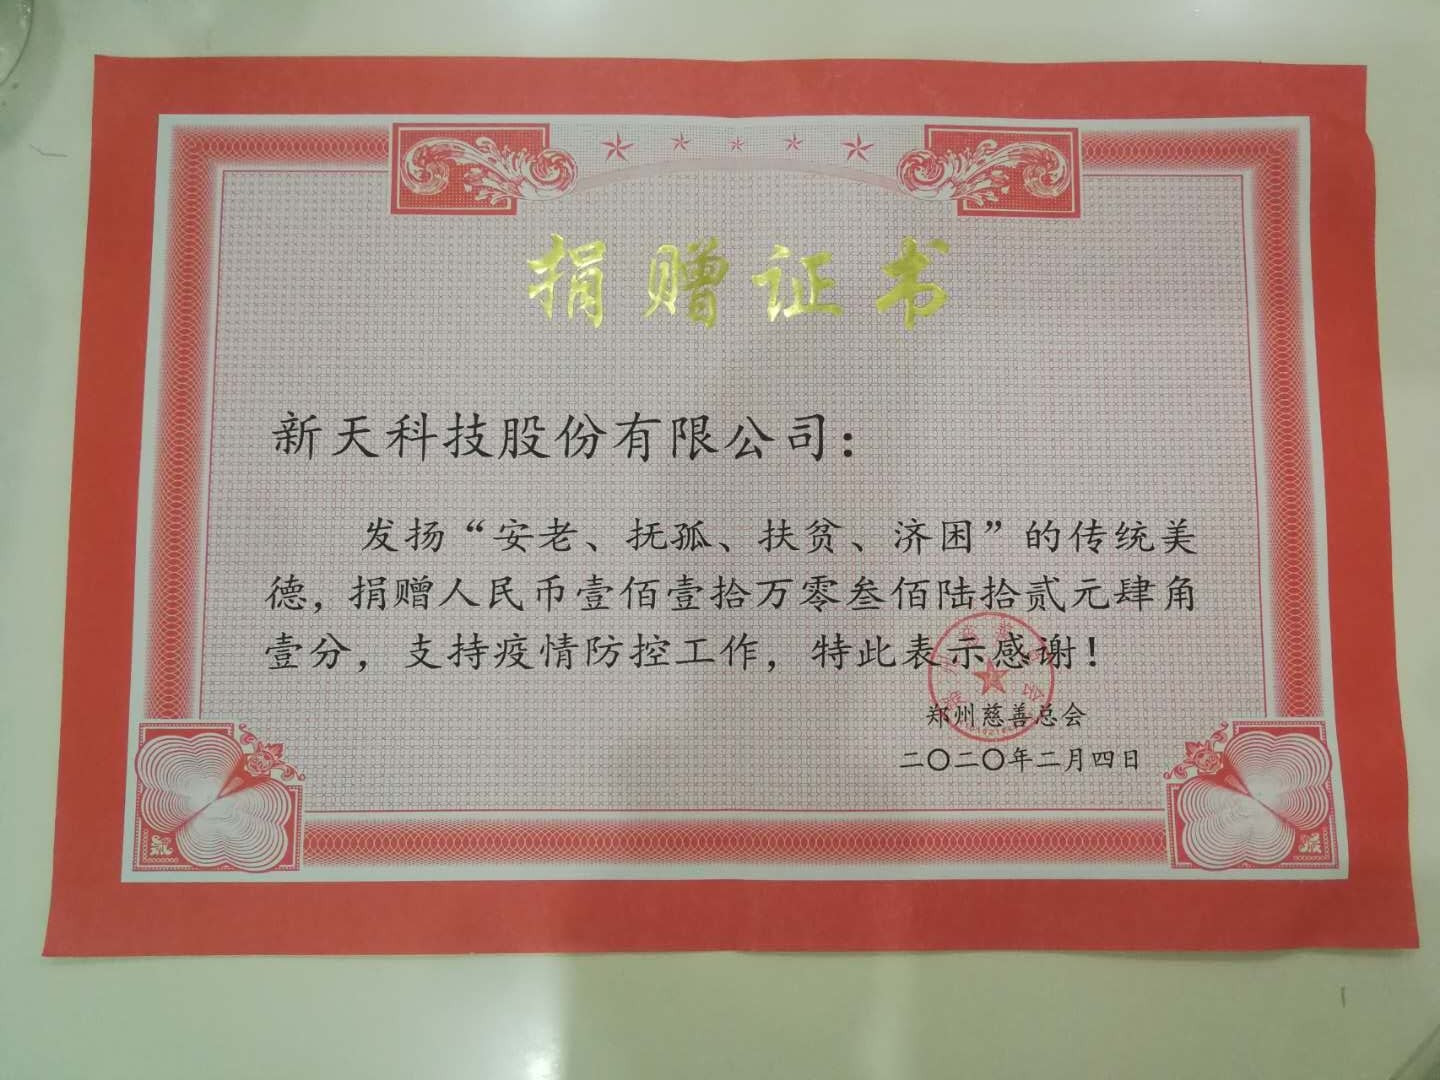 捐赠证书
新天科技股份有限公司：
发扬“安老、抚孤、扶贫、济困”的传统美
德，捐赠人民币壹佰壹拾万零叁佰陆拾贰元肆角
壹分，支持疫情防控工作，特此表示感谢！
郑州慈善总会
二〇二〇年二月四日